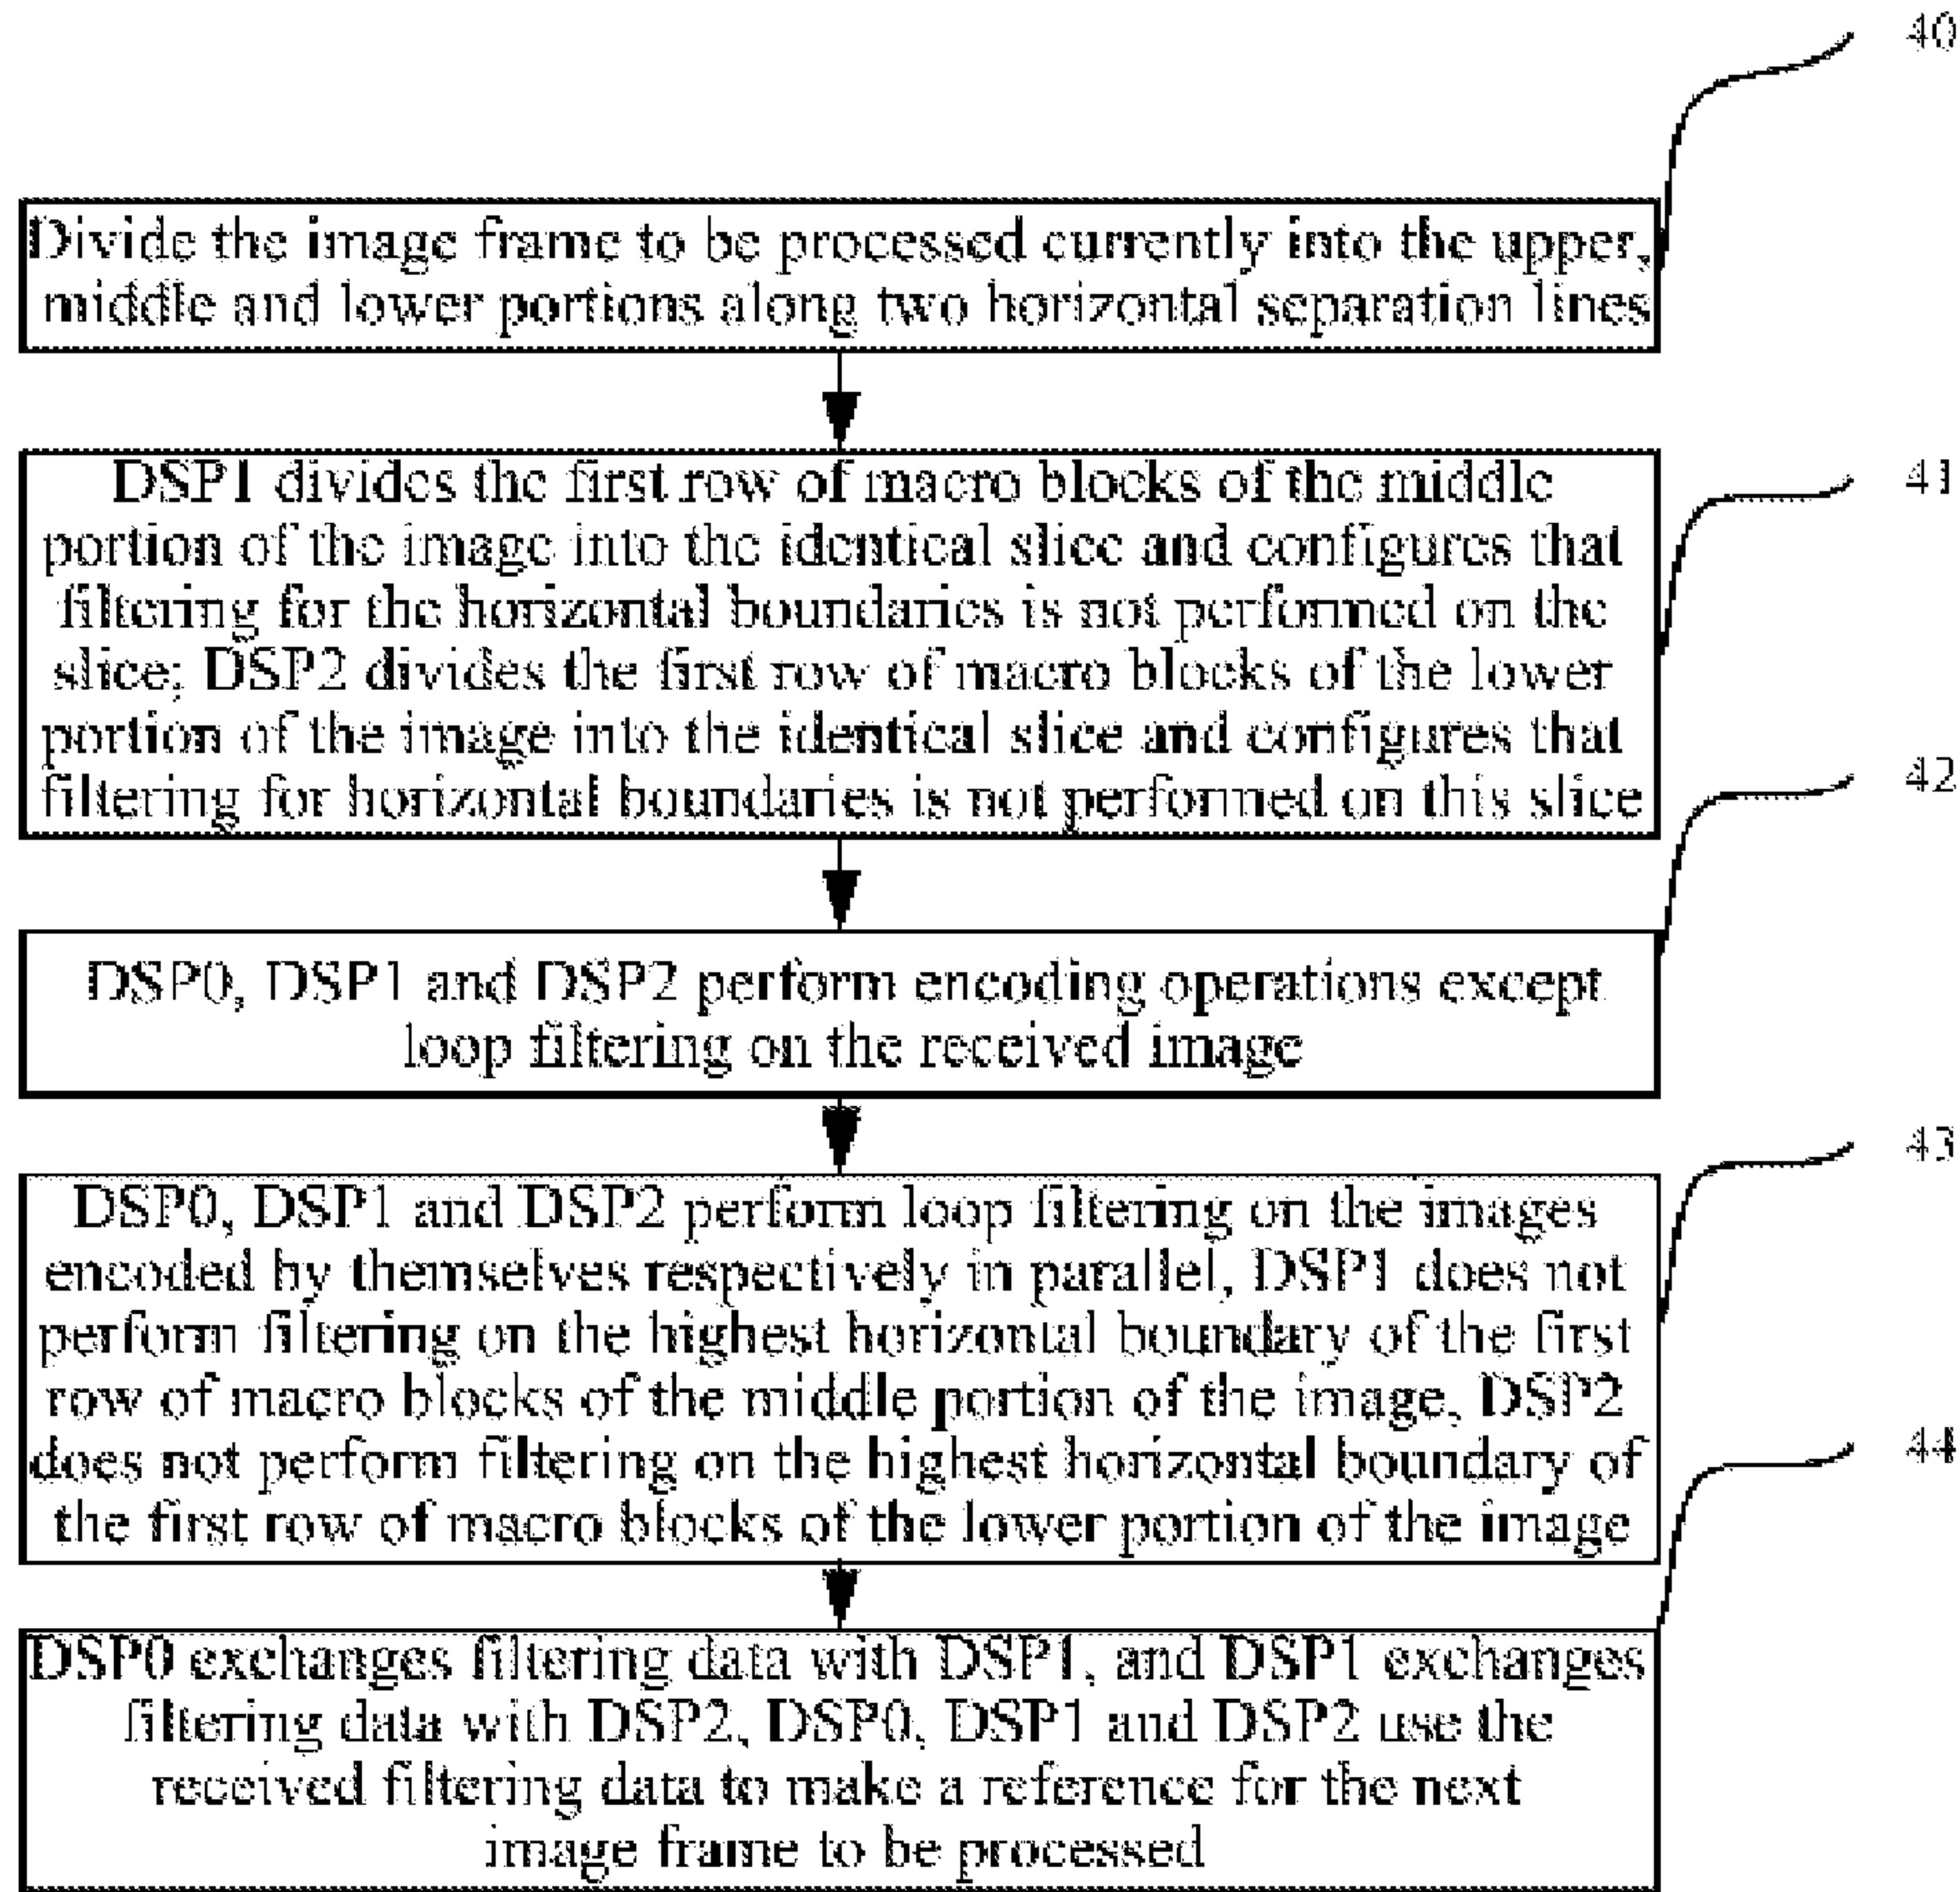 40
Divide the image frame to be processed currently into the upper,
middle and lower portions along two horizontal separation lines
DSP1 divides the first row of macro blocks of the middle
portion of the image into the identical slice and configures that
filtering for the horizontal boundaries is not performed on the
slice; DSP2 divides the first row of macro blocks of the lower
portion of the image into the identical slice and configures that
filtering for horizontal boundaries is not performed on this slice
41
DSP0, DSP1 and DSP2 perform encoding operations except
loop filtering on the received image
42
DSP0, DSP1 and DSP2 perform loop filtering on the images
encoded by themselves respectively in parallel, DSP1 does not
perform filtering on the highest horizontal boundary of the first
row of macro blocks of the middle portion of the image, DSP2
does not perform filtering on the highest horizontal boundary of
the first row of macro blocks of the lower portion of the image
43
DSP0 exchanges filtering data with DSP1, and DSP1 exchanges
filtering data with DSP2, DSP0, DSP1 and DSP2 use the
received filtering data to make a reference for the next
image frame to be processed
44